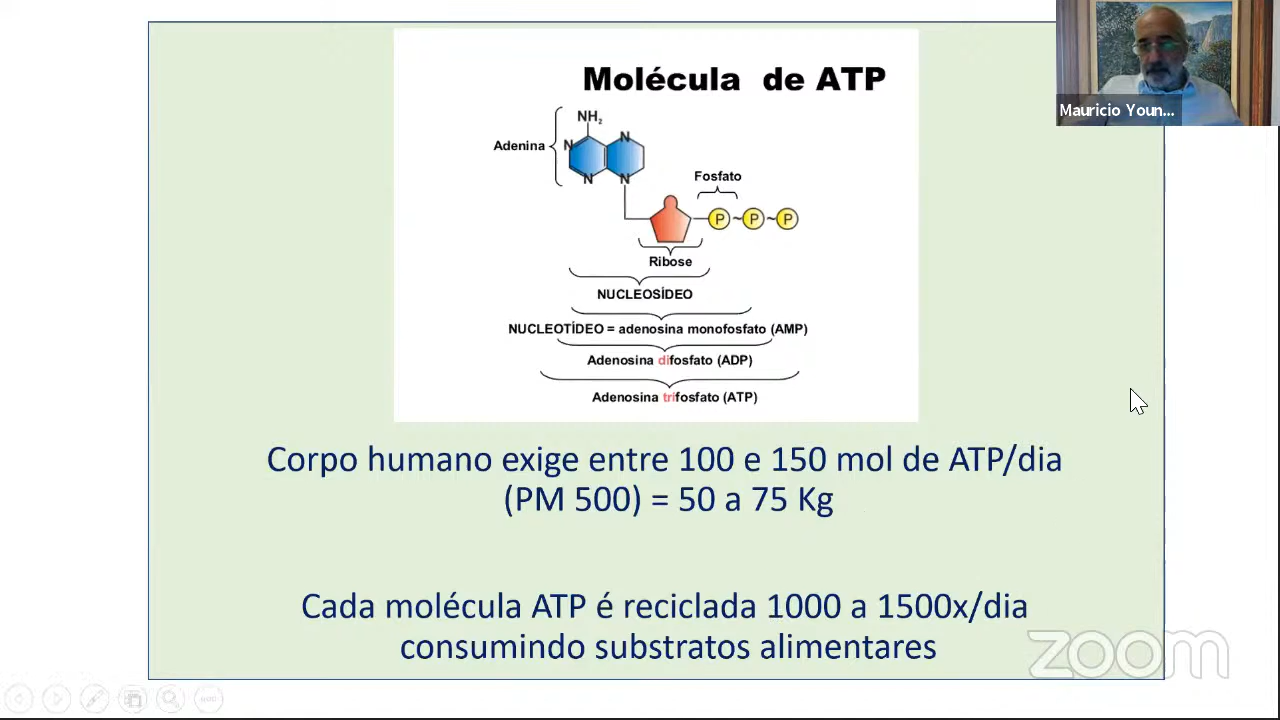 Molécula de ATP
NH₂
Adenina
N
N
N
N
Fosfato
P ~ P ~ P
Ribose
NUCLEOSÍDEO
NUCLEOTÍDEO = adenosina monofosfato (AMP)
Adenosina difosfato (ADP)
Adenosina trifosfato (ATP)
Corpo humano exige entre 100 e 150 mol de ATP/dia
(PM 500) = 50 a 75 Kg
Cada molécula ATP é reciclada 1000 a 1500x/dia
consumindo substratos alimentares
Mauricio Youn...
zoom